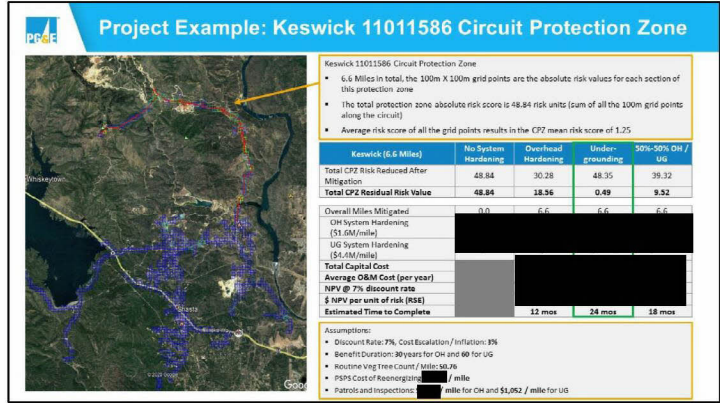 PG&E
Project Example: Keswick 11011586 Circuit Protection Zone
Whiskeytown
Shasta
Goo
Keswick 11011586 Circuit Protection Zone
▪ 6.6 Miles in total, the 100m X 100m grid points are the absolute risk values for each section of
this protection zone
▪ The total protection zone absolute risk score is 48.84 risk units (sum of all the 100m grid points
along the circuit)
▪ Average risk score of all the grid points results in the CPZ mean risk score of 1.25
Keswick (6.6 Miles) No System Hardening Overhead Hardening Under-grounding 50%-50% OH / UG
Total CPZ Risk Reduced After
Mitigation 48.84 30.28 48.35 39.32
Total CPZ Residual Risk Value 48.84 18.56 0.49 9.52
Overall Miles Mitigated 0.0 6.6 6.6 6.6
OH System Hardening
($1.6M/mile)
UG System Hardening
($4.4M/mile)
Total Capital Cost
Average O&M Cost (per year)
NPV @ 7% discount rate
$ NPV per unit of risk (RSE)
Estimated Time to Complete 12 mos 24 mos 18 mos
Assumptions:
▪ Discount Rate: 7%, Cost Escalation / Inflation: 3%
▪ Benefit Duration: 30 years for OH and 60 for UG
▪ Routine Veg Tree Count / Mile: 50.76
▪ PSPS Cost of Reenergizing / mile
▪ Patrols and Inspections: / mile for OH and $1,052 / mile for UG